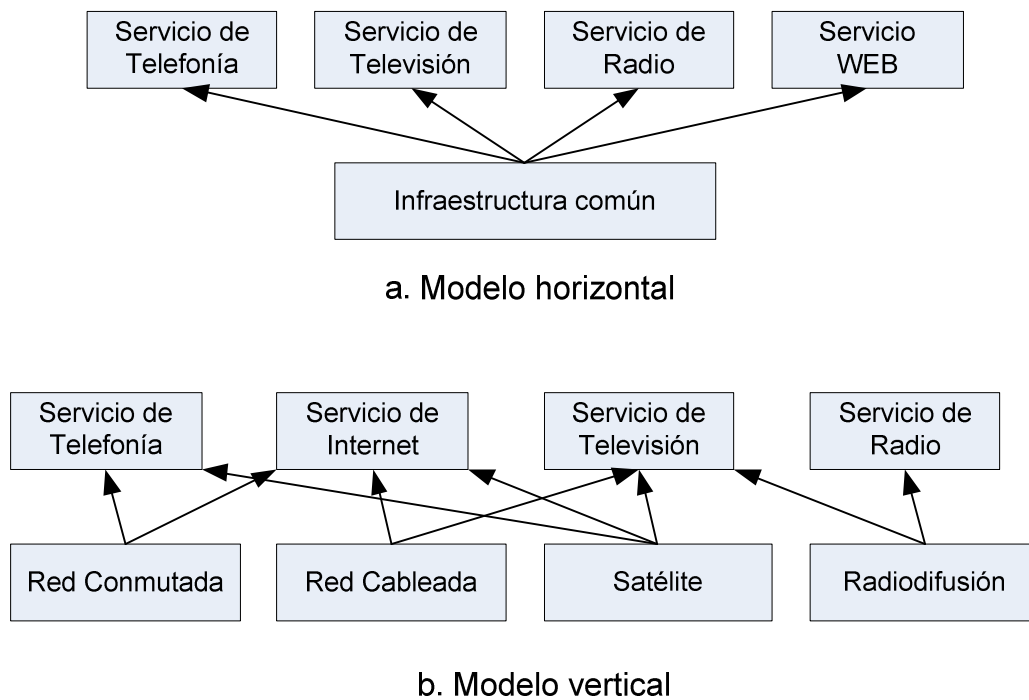 Servicio de
Telefonía
Servicio de
Televisión
Servicio de
Radio
Servicio
WEB
Infraestructura común
a. Modelo horizontal
Servicio de
Telefonía
Servicio de
Internet
Servicio de
Televisión
Servicio de
Radio
Red Conmutada
Red Cableada
Satélite
Radiodifusión
b. Modelo vertical